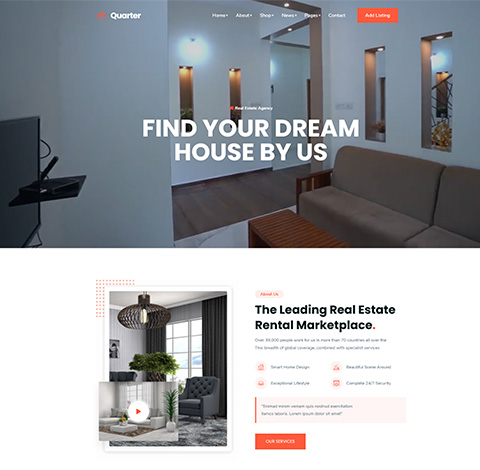 Quarter
Home About Shop News Pages Contact Add Listing
Real Estate Agency
FIND YOUR DREAM
HOUSE BY US
About Us
The Leading Real Estate
Rental Marketplace.
Over 39,000 people work for us in more than 70 countries all over the
This breadth of global coverage, combined with specialist services
Smart Home Design
Beautiful Scene Around
Exceptional Lifestyle
Complete 24/7 Security
"Enimad minim veniam quis nostrud exercitation
llamco laboris. Lorem ipsum dolor sit amet"
OUR SERVICES